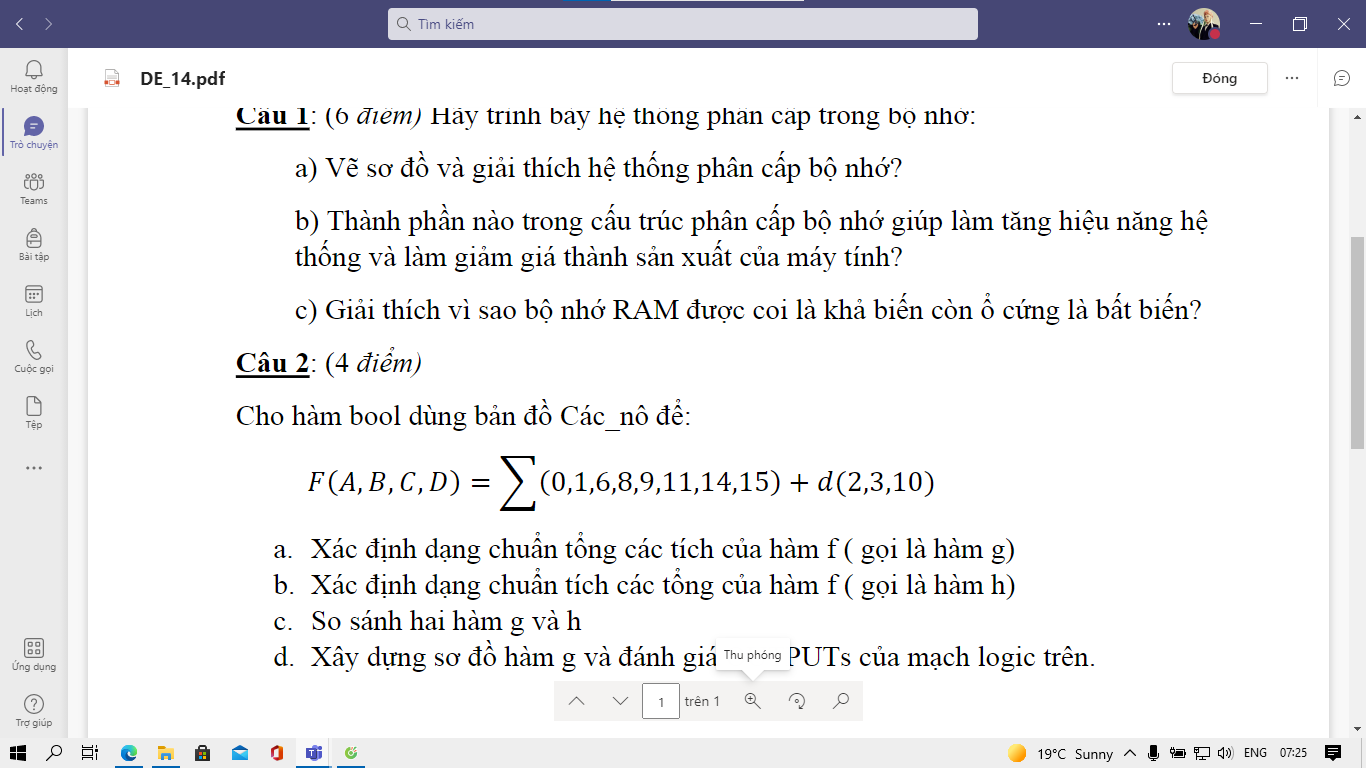 Tìm kiếm
DE_14.pdf
Đóng
Hoạt động
Trò chuyện
Teams
Bài tập
Lịch
Cuộc gọi
Tệp
Ứng dụng
Trợ giúp
Câu 1: (6 điểm) Hãy trình bày hệ thống phân cấp trong bộ nhớ:
a) Vẽ sơ đồ và giải thích hệ thống phân cấp bộ nhớ?
b) Thành phần nào trong cấu trúc phân cấp bộ nhớ giúp làm tăng hiệu năng hệ
thống và làm giảm giá thành sản xuất của máy tính?
c) Giải thích vì sao bộ nhớ RAM được coi là khả biến còn ổ cứng là bất biến?
Câu 2: (4 điểm)
Cho hàm bool dùng bản đồ Các_nô để:
F(A, B, C, D) = ∑(0,1,6,8,9,11,14,15) + d(2,3,10)
a. Xác định dạng chuẩn tổng các tích của hàm f ( gọi là hàm g)
b. Xác định dạng chuẩn tích các tổng của hàm f ( gọi là hàm h)
c. So sánh hai hàm g và h
d. Xây dựng sơ đồ hàm g và đánh giá PUTs của mạch logic trên.
Thu phóng
1 trên 1
19°C Sunny ENG 07:25